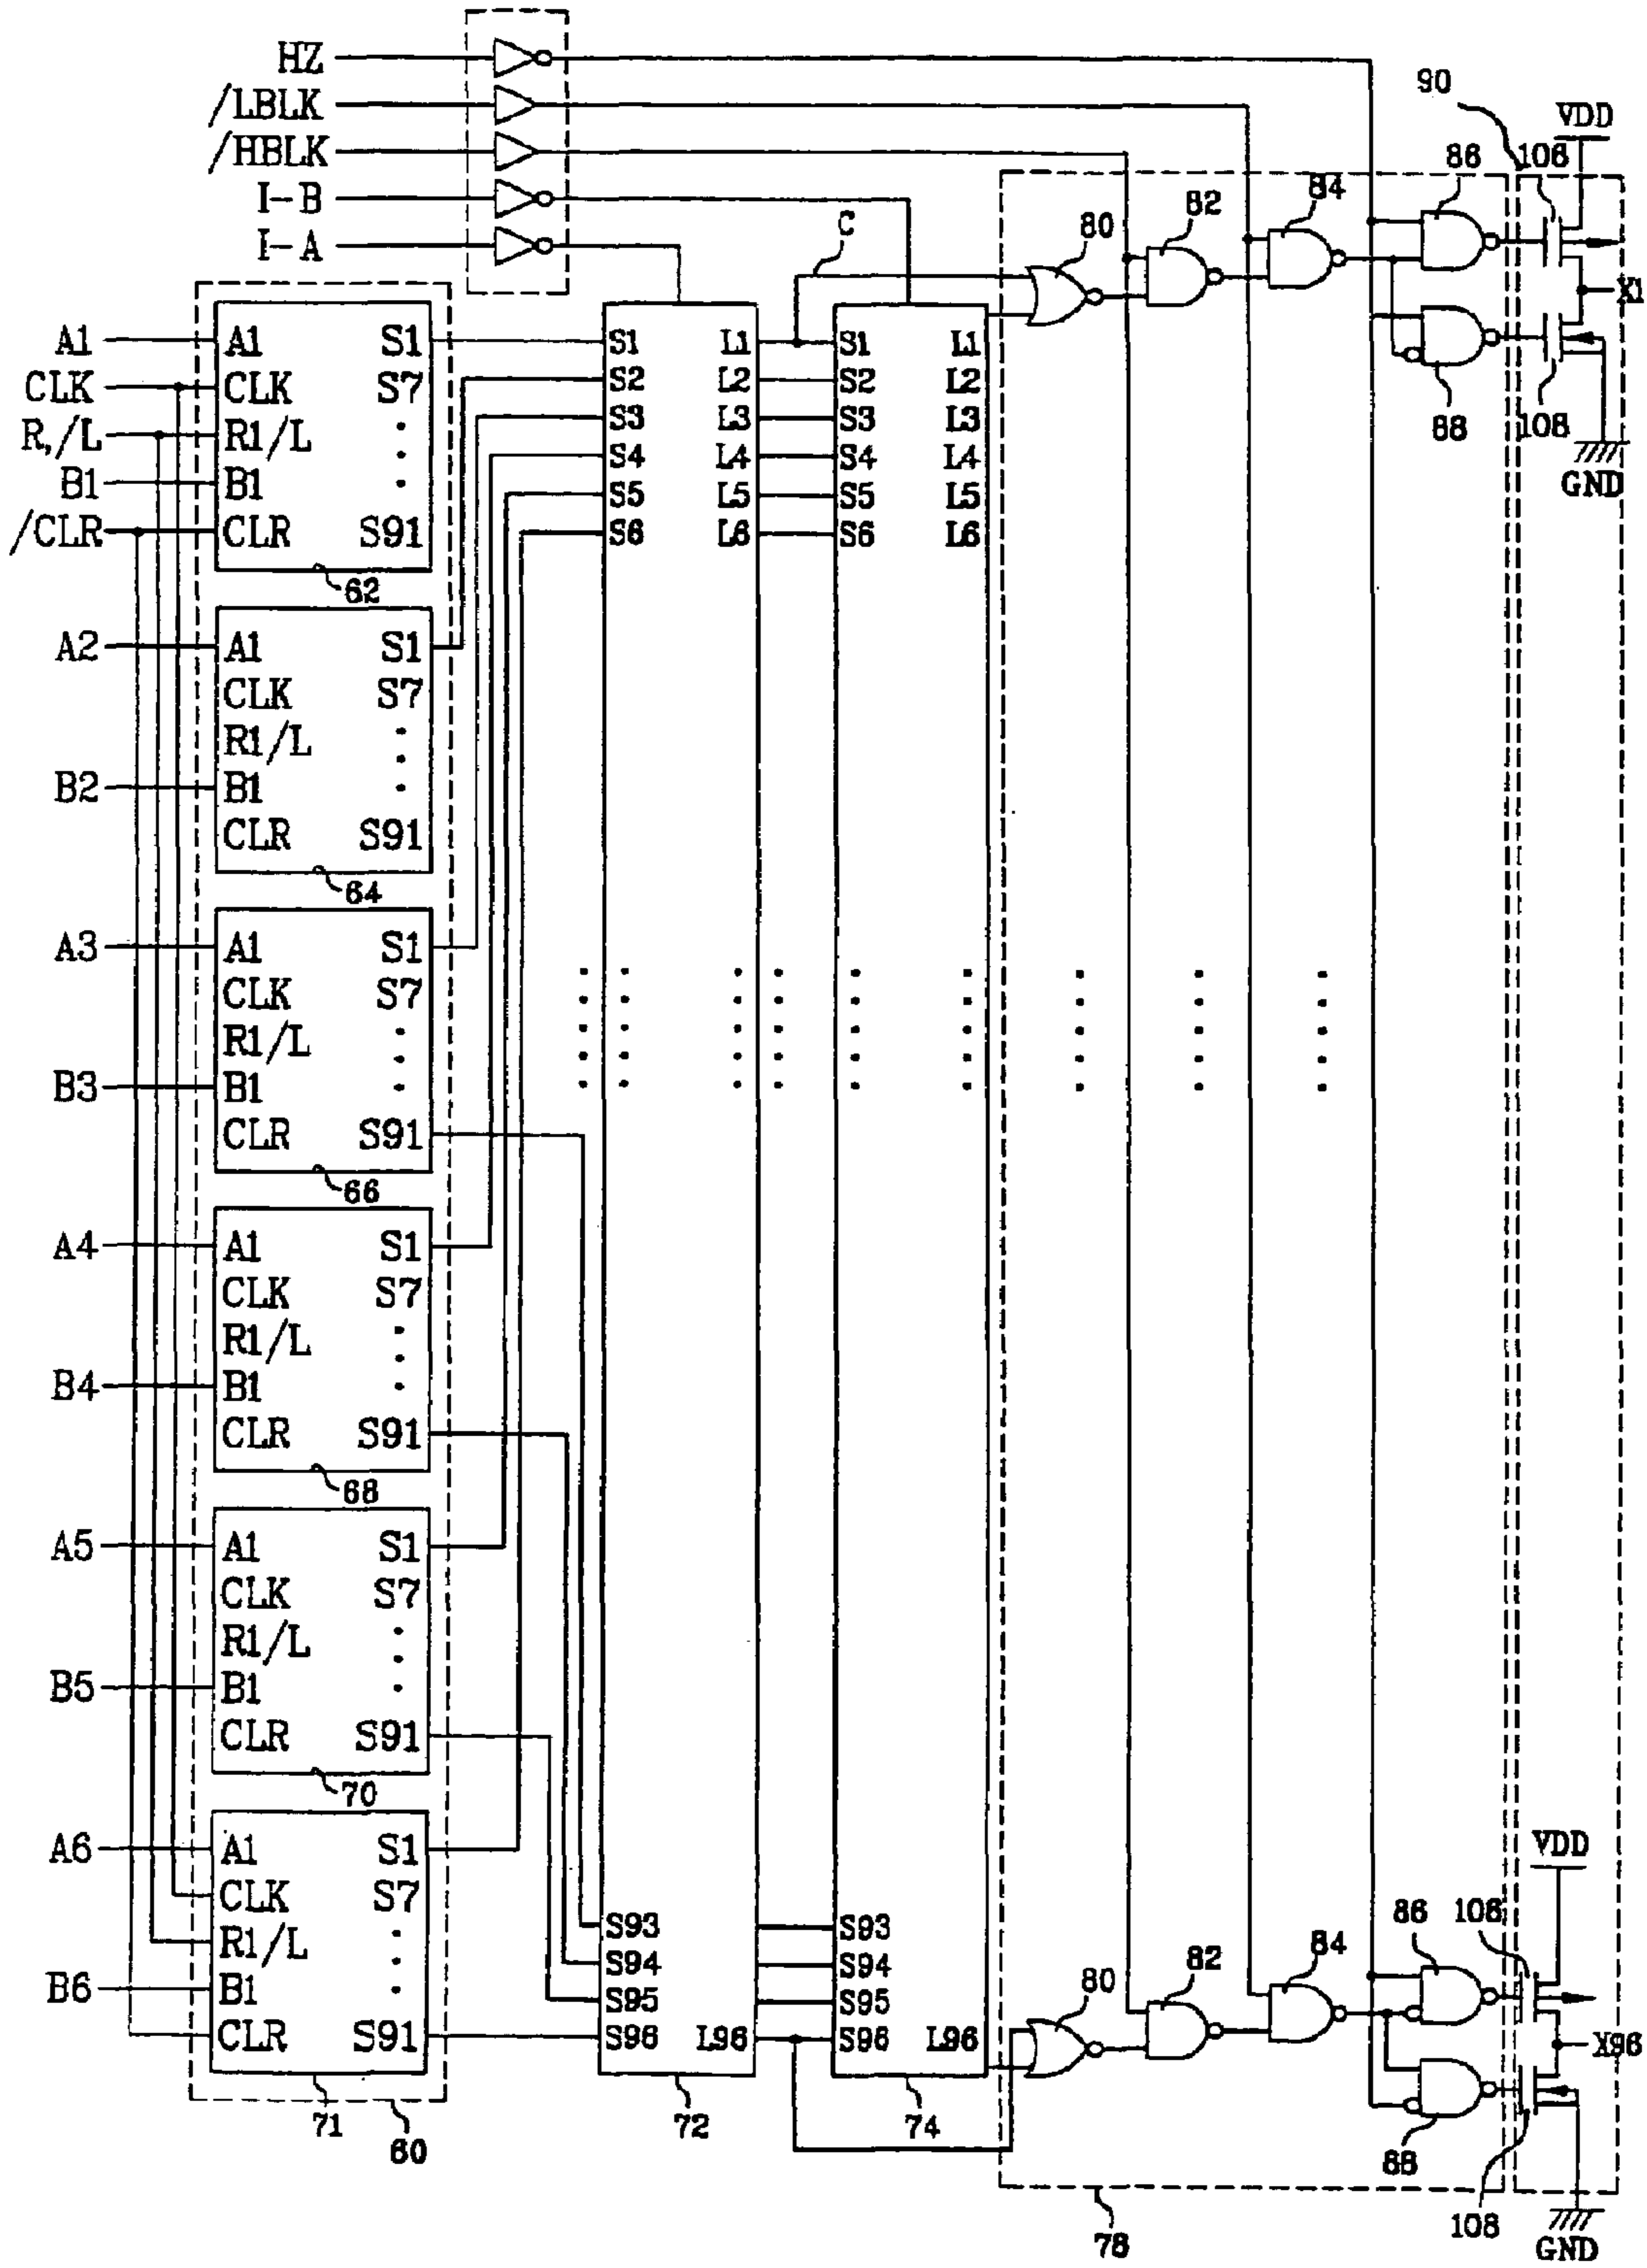 HZ
/LBLK
/HBLK
I-B
I-A
C
90
VDD
106
86
84
82
80
X1
88
108
GND
A1
CLK
R,/L
B1
/CLR
A1 S1
CLK S7
R1/L
B1
CLR S91
62
A2
B2
A1 S1
CLK S7
R1/L
B1
CLR S91
64
A3
B3
A1 S1
CLK S7
R1/L
B1
CLR S91
66
A4
B4
A1 S1
CLK S7
R1/L
B1
CLR S91
68
A5
B5
A1 S1
CLK S7
R1/L
B1
CLR S91
70
A6
B6
A1 S1
CLK S7
R1/L
B1
CLR S91
71
60
S1 L1
S2 L2
S3 L3
S4 L4
S5 L5
S6 L6
S93
S94
S95
S96 L96
72
S1 L1
S2 L2
S3 L3
S4 L4
S5 L5
S6 L6
S93
S94
S95
S96 L96
74
80
82
84
86
106
VDD
X96
88
108
GND
78